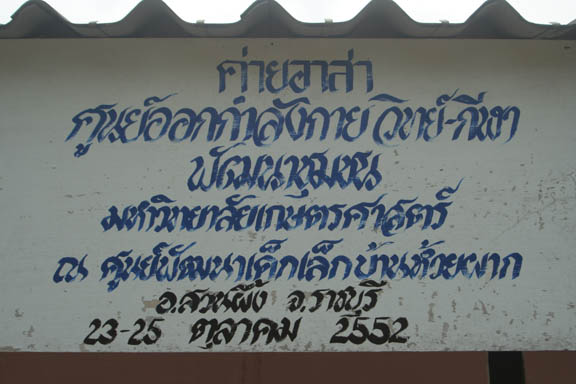 ค่ายอาสา
ศูนย์ออกกำลังกาย วิทย์-กีฬา
พัฒนาชุมชน
มหาวิทยาลัยเกษตรศาสตร์
ณ ศูนย์พัฒนาเด็กเล็กบ้านห้วยผาก
อ.สวนผึ้ง จ.ราชบุรี
23-25 ตุลาคม 2552